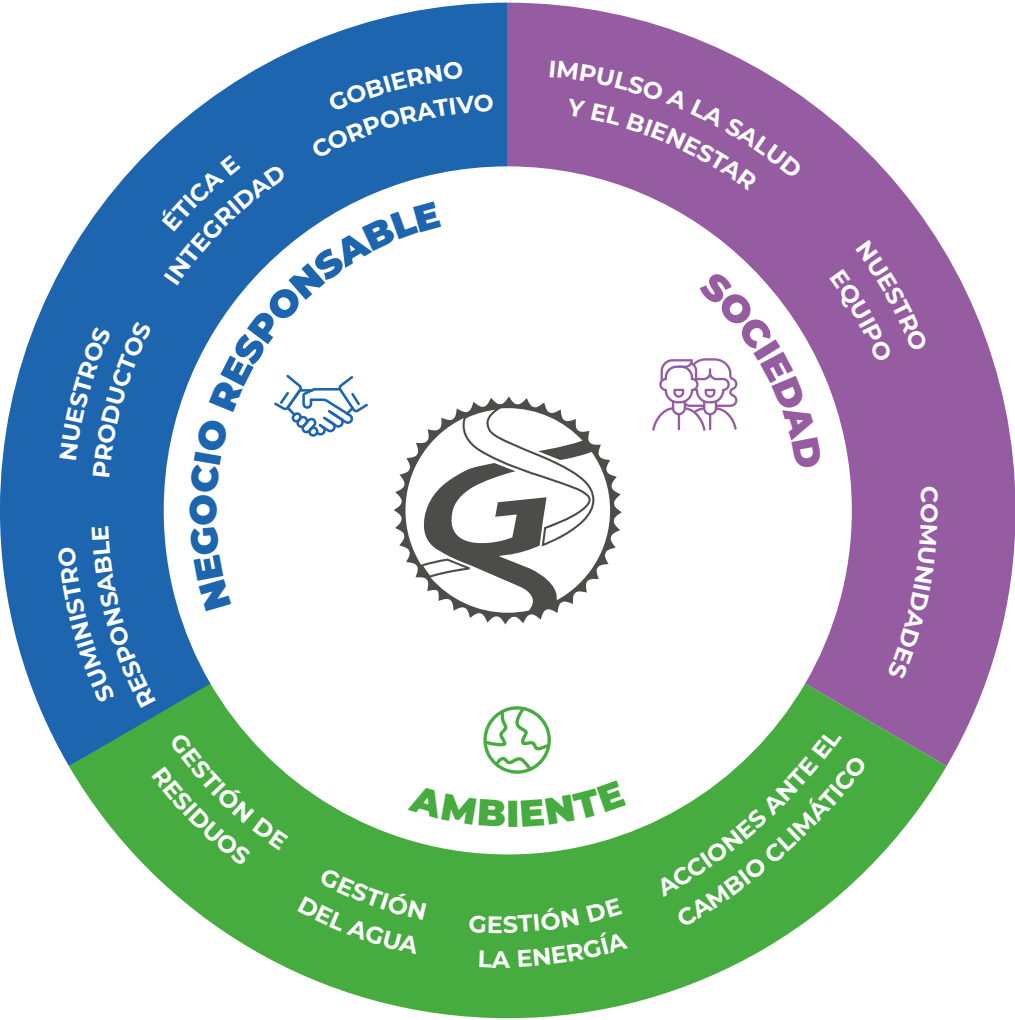 GOBIERNO
CORPORATIVO
ÉTICA E
INTEGRIDAD
NUESTROS
PRODUCTOS
SUMINISTRO
RESPONSABLE
NEGOCIO RESPONSABLE
IMPULSO A LA SALUD
Y EL BIENESTAR
NUESTRO
EQUIPO
COMUNIDADES
SOCIEDAD
G
AMBIENTE
GESTIÓN DE
RESIDUOS
GESTIÓN
DEL AGUA
GESTIÓN DE
LA ENERGÍA
ACCIONES ANTE EL
CAMBIO CLIMÁTICO